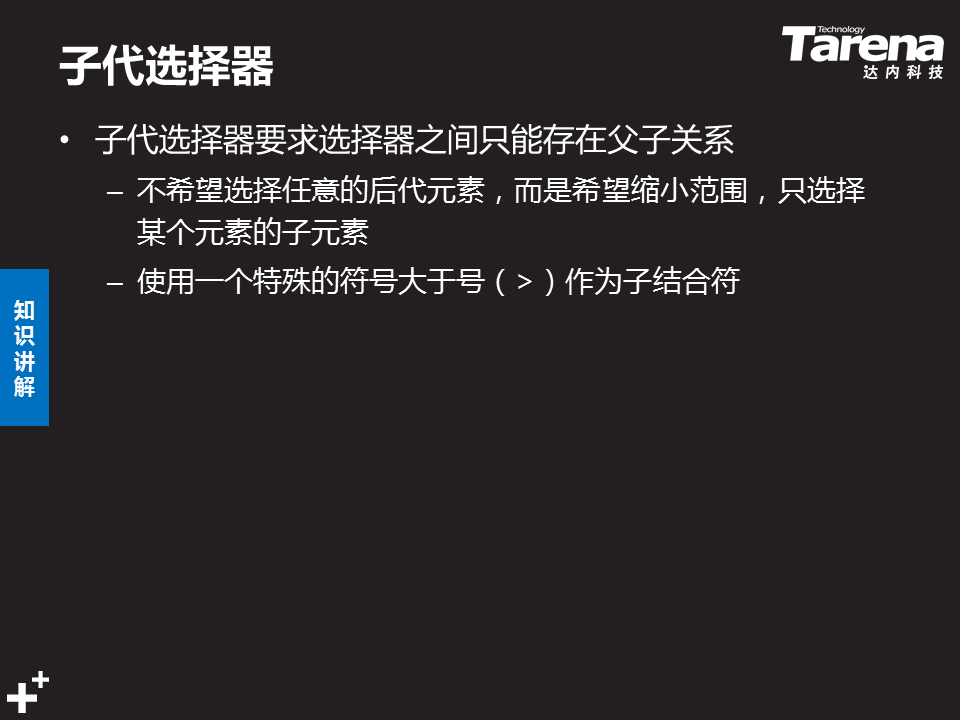 子代选择器
Technology
Tarena
达内科技
• 子代选择器要求选择器之间只能存在父子关系
– 不希望选择任意的后代元素，而是希望缩小范围，只选择
某个元素的子元素
– 使用一个特殊的符号大于号（>）作为子结合符
知
识
讲
解